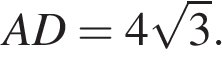 AD = 4√3.